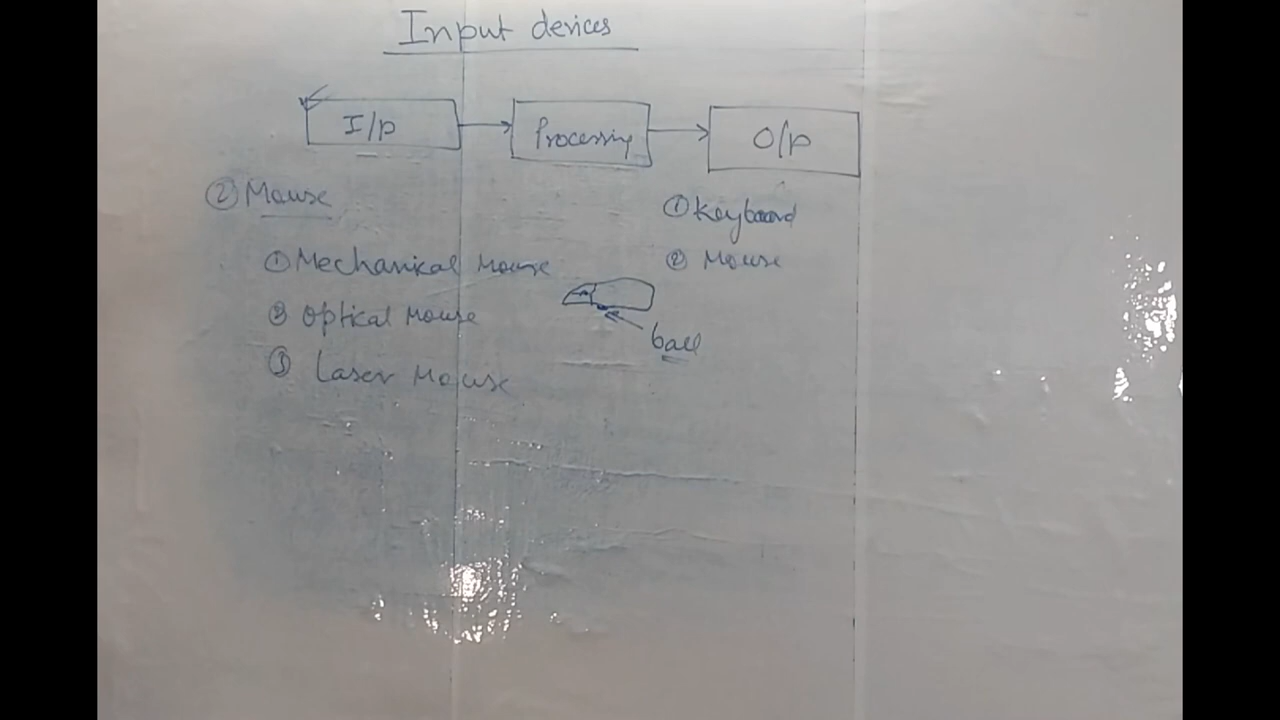 Input devices
I/p
Processing
O/p
② Mouse
① Mechanical Mouse
② Optical Mouse
③ Laser Mouse
① Keyboard
② Mouse
ball